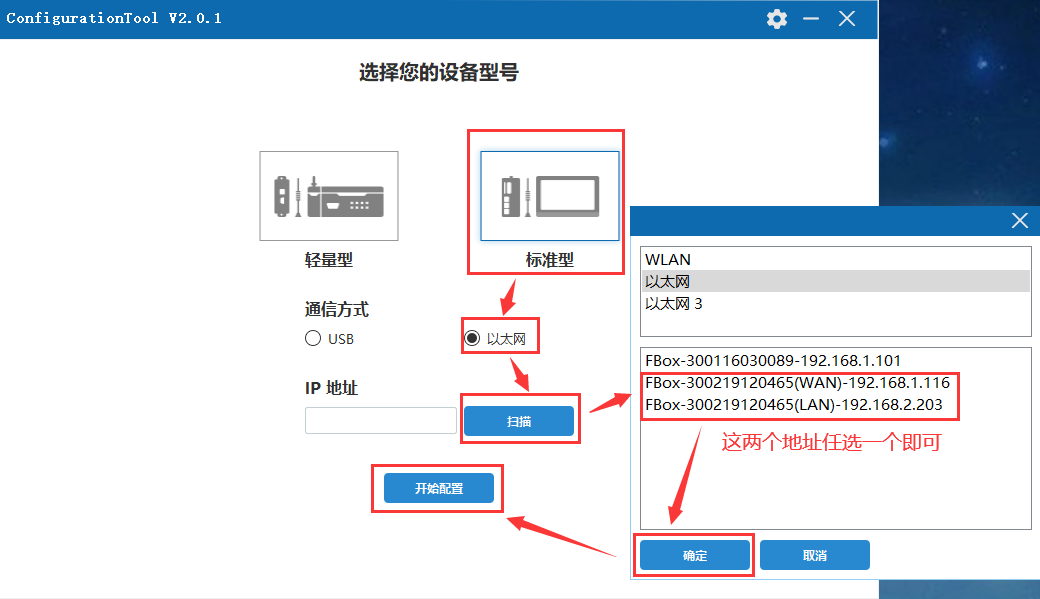 ConfigurationTool V2.0.1
选择您的设备型号
轻量型
标准型
通信方式
USB
以太网
IP 地址
扫描
开始配置
WLAN
以太网
以太网 3
FBox-300116030089-192.168.1.101
FBox-300219120465(WAN)-192.168.1.116
FBox-300219120465(LAN)-192.168.2.203
这两个地址任选一个即可
确定
取消